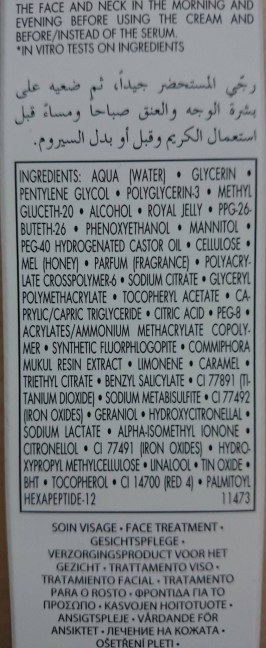 THE FACE AND NECK IN THE MORNING AND
EVENING BEFORE USING THE CREAM AND
BEFORE/INSTEAD OF THE SERUM.
*IN VITRO TESTS ON INGREDIENTS
رجّي المستحضر جيداً، ثم ضعيه على
بشرة الوجه والعنق صباحاً ومساءً قبل
استعمال الكريم وقبل أو بدل السيروم.
INGREDIENTS: AQUA (WATER) • GLYCERIN •
PENTYLENE GLYCOL • POLYGLYCERIN-3 • METHYL
GLUCETH-20 • ALCOHOL • ROYAL JELLY • PPG-26-
BUTETH-26 • PHENOXYETHANOL • MANNITOL •
PEG-40 HYDROGENATED CASTOR OIL • CELLULOSE •
MEL (HONEY) • PARFUM (FRAGRANCE) • POLYACRY-
LATE CROSSPOLYMER-6 • SODIUM CITRATE • GLYCERYL
POLYMETHACRYLATE • TOCOPHERYL ACETATE • CA-
PRYLIC/CAPRIC TRIGLYCERIDE • CITRIC ACID • PEG-8 •
ACRYLATES/AMMONIUM METHACRYLATE COPOLY-
MER • SYNTHETIC FLUORPHLOGOPITE • COMMIPHORA
MUKUL RESIN EXTRACT • LIMONENE • CARAMEL •
TRIETHYL CITRATE • BENZYL SALICYLATE • CI 77891 (TI-
TANIUM DIOXIDE) • SODIUM METABISULFITE • CI 77492
(IRON OXIDES) • GERANIOL • HYDROXYCITRONELLAL •
SODIUM LACTATE • ALPHA-ISOMETHYL IONONE •
CITRONELLOL • CI 77491 (IRON OXIDES) • HYDRO-
XYPROPYL METHYLCELLULOSE • LINALOOL • TIN OXIDE •
BHT • TOCOPHEROL • CI 14700 (RED 4) • PALMITOYL
HEXAPEPTIDE-12 11473
SOIN VISAGE • FACE TREATMENT •
GESICHTSPFLEGE •
VERZORGINGSPRODUCT VOOR HET
GEZICHT • TRATTAMENTO VISO •
TRATAMIENTO FACIAL • TRATAMENTO
PARA O ROSTO • ΦΡΟΝΤΙΔΑ ΓΙΑ ΤΟ
ΠΡΟΣΩΠΟ • KASVOJEN HOITOTUOTE •
ANSIGTSPLEJE • VÅRDANDE FÖR
ANSIKTET • ЛЕЧЕНИЕ НА КОЖАТА •
OŠETŘENÍ PLETI •